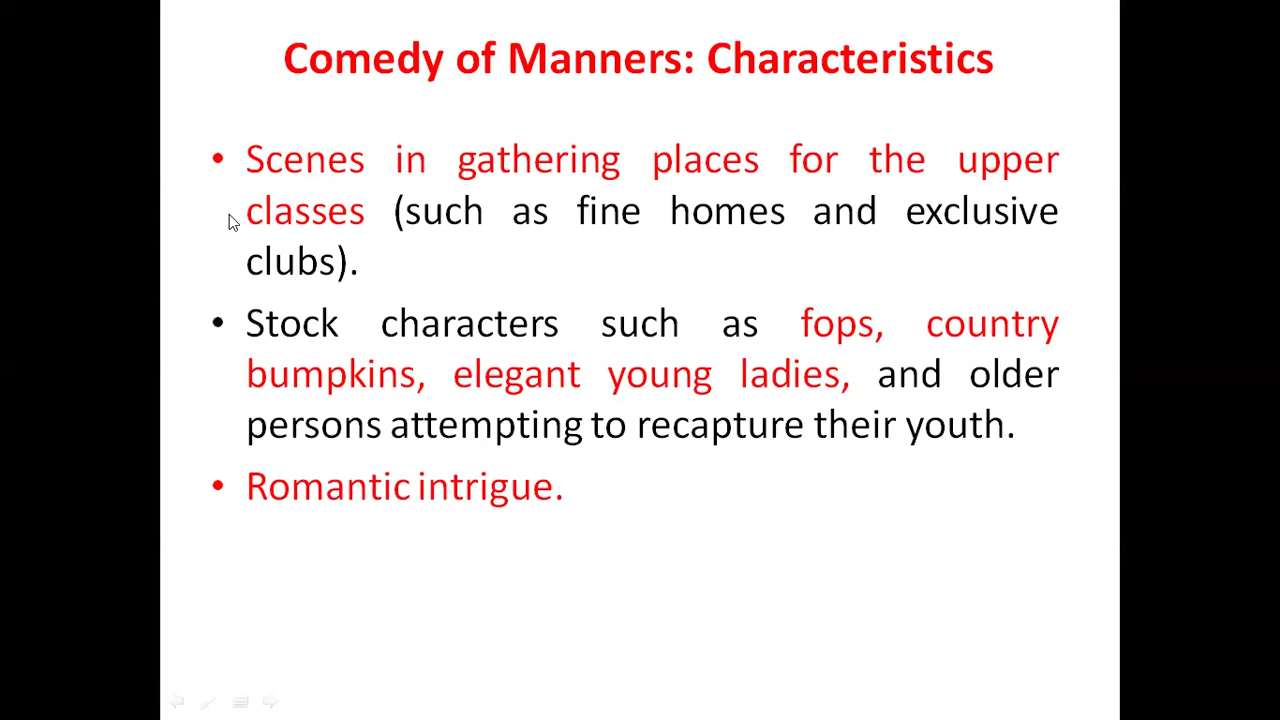 Comedy of Manners: Characteristics
• Scenes in gathering places for the upper
classes (such as fine homes and exclusive
clubs).
• Stock characters such as fops, country
bumpkins, elegant young ladies, and older
persons attempting to recapture their youth.
• Romantic intrigue.